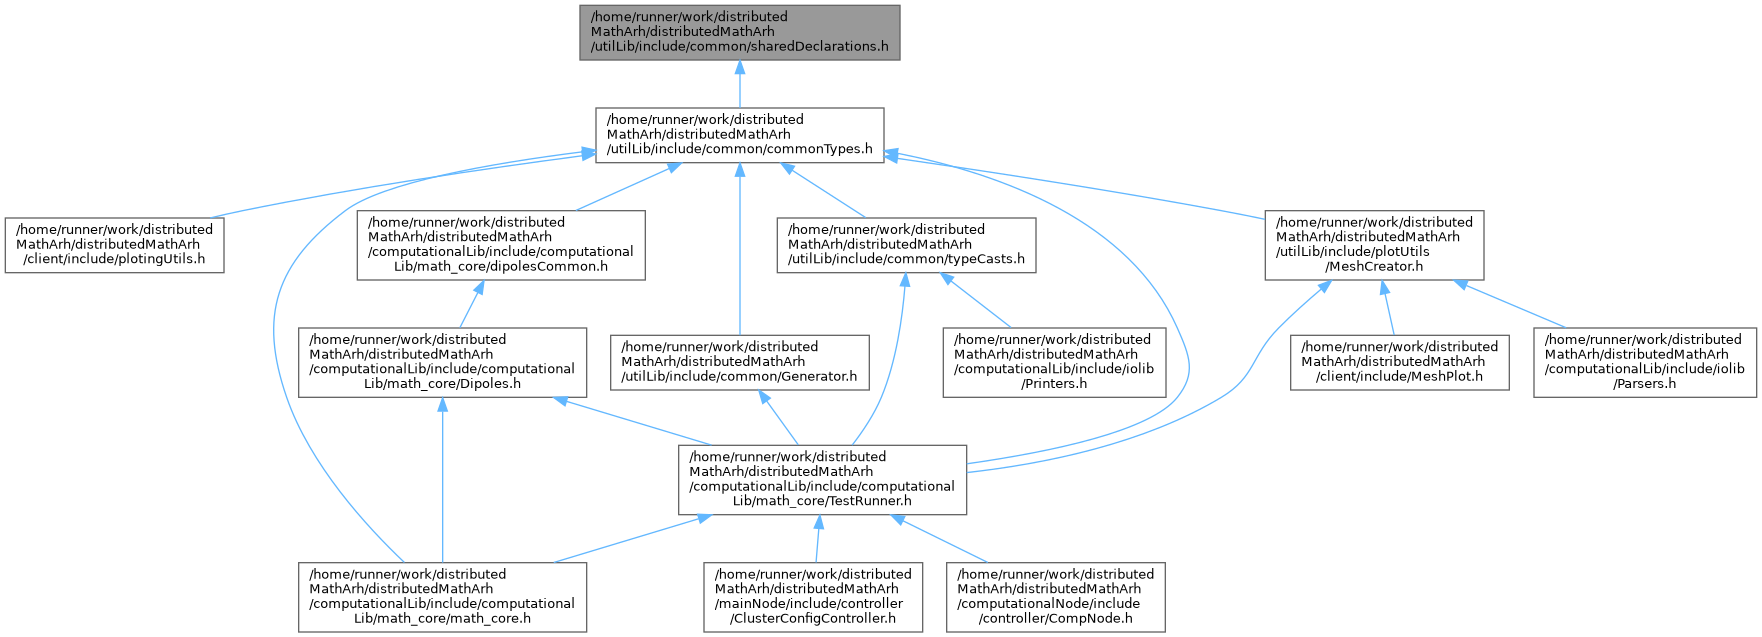 /home/runner/work/distributed
MathArh/distributedMathArh
/utilLib/include/common/sharedDeclarations.h
/home/runner/work/distributed
MathArh/distributedMathArh
/utilLib/include/common/commonTypes.h
/home/runner/work/distributed
MathArh/distributedMathArh
/client/include/plotingUtils.h
/home/runner/work/distributed
MathArh/distributedMathArh
/computationalLib/include/computational
Lib/math_core/dipolesCommon.h
/home/runner/work/distributed
MathArh/distributedMathArh
/utilLib/include/common/typeCasts.h
/home/runner/work/distributed
MathArh/distributedMathArh
/utilLib/include/plotUtils
/MeshCreator.h
/home/runner/work/distributed
MathArh/distributedMathArh
/computationalLib/include/computational
Lib/math_core/Dipoles.h
/home/runner/work/distributed
MathArh/distributedMathArh
/utilLib/include/common/Generator.h
/home/runner/work/distributed
MathArh/distributedMathArh
/computationalLib/include/iolib
/Printers.h
/home/runner/work/distributed
MathArh/distributedMathArh
/client/include/MeshPlot.h
/home/runner/work/distributed
MathArh/distributedMathArh
/computationalLib/include/iolib
/Parsers.h
/home/runner/work/distributed
MathArh/distributedMathArh
/computationalLib/include/computational
Lib/math_core/TestRunner.h
/home/runner/work/distributed
MathArh/distributedMathArh
/computationalLib/include/computational
Lib/math_core/math_core.h
/home/runner/work/distributed
MathArh/distributedMathArh
/mainNode/include/controller
/ClusterConfigController.h
/home/runner/work/distributed
MathArh/distributedMathArh
/computationalNode/include
/controller/CompNode.h